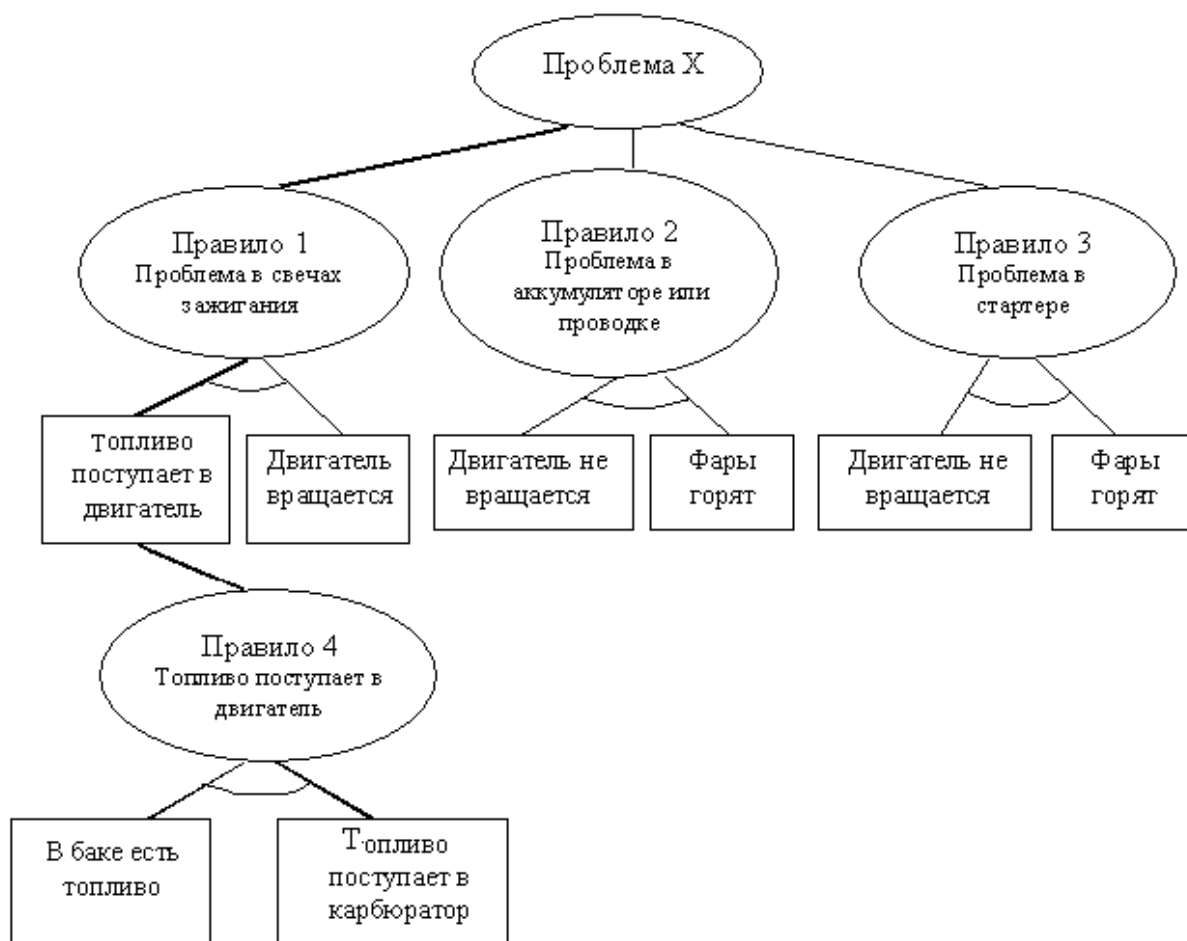 Проблема X
Правило 1
Проблема в свечах
зажигания
Правило 2
Проблема в
аккумуляторе или
проводке
Правило 3
Проблема в
стартере
Топливо
поступает в
двигатель
Двигатель
вращается
Двигатель не
вращается
Фары
горят
Двигатель не
вращается
Фары
горят
Правило 4
Топливо поступает в
двигатель
В баке есть
топливо
Топливо
поступает в
карбюратор